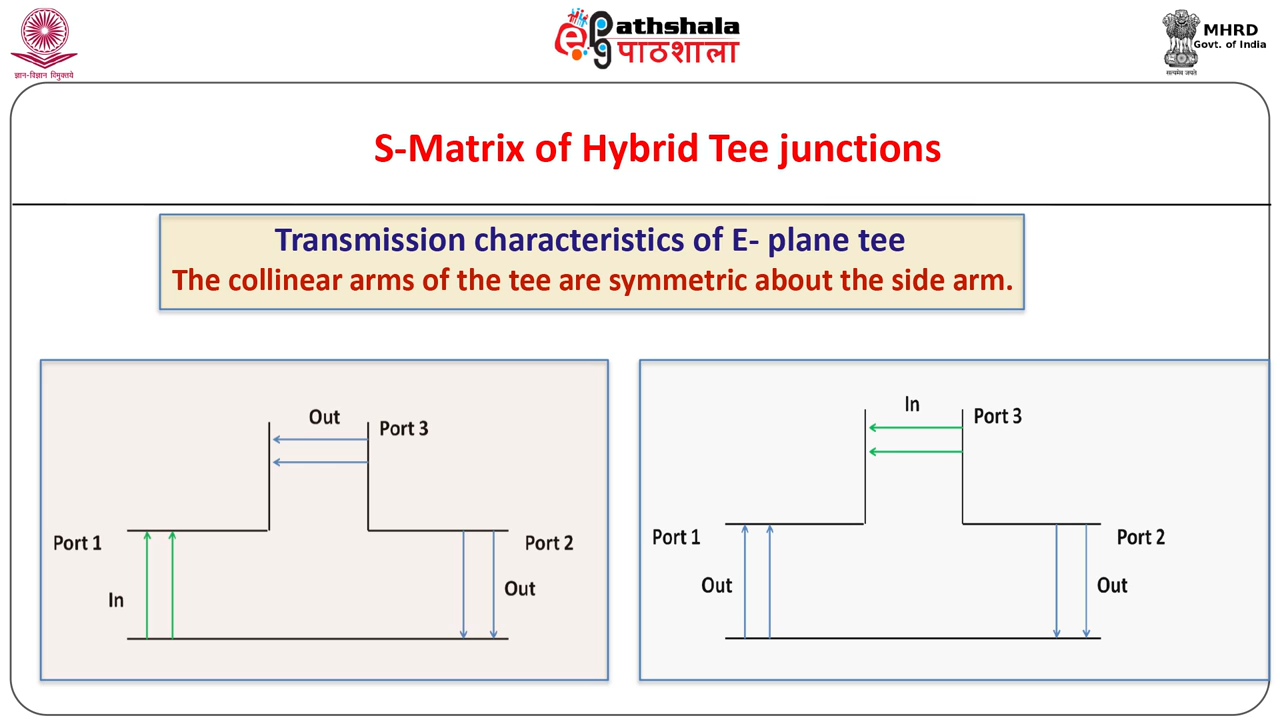 ज्ञान-विज्ञान विमुक्तये
ePg Pathshala
पाठशाला
सत्यमेव जयते
MHRD
Govt. of India
S-Matrix of Hybrid Tee junctions
Transmission characteristics of E- plane tee
The collinear arms of the tee are symmetric about the side arm.
Out
Port 3
Port 1
Port 2
In
Out
In
Port 3
Port 1
Port 2
Out
Out